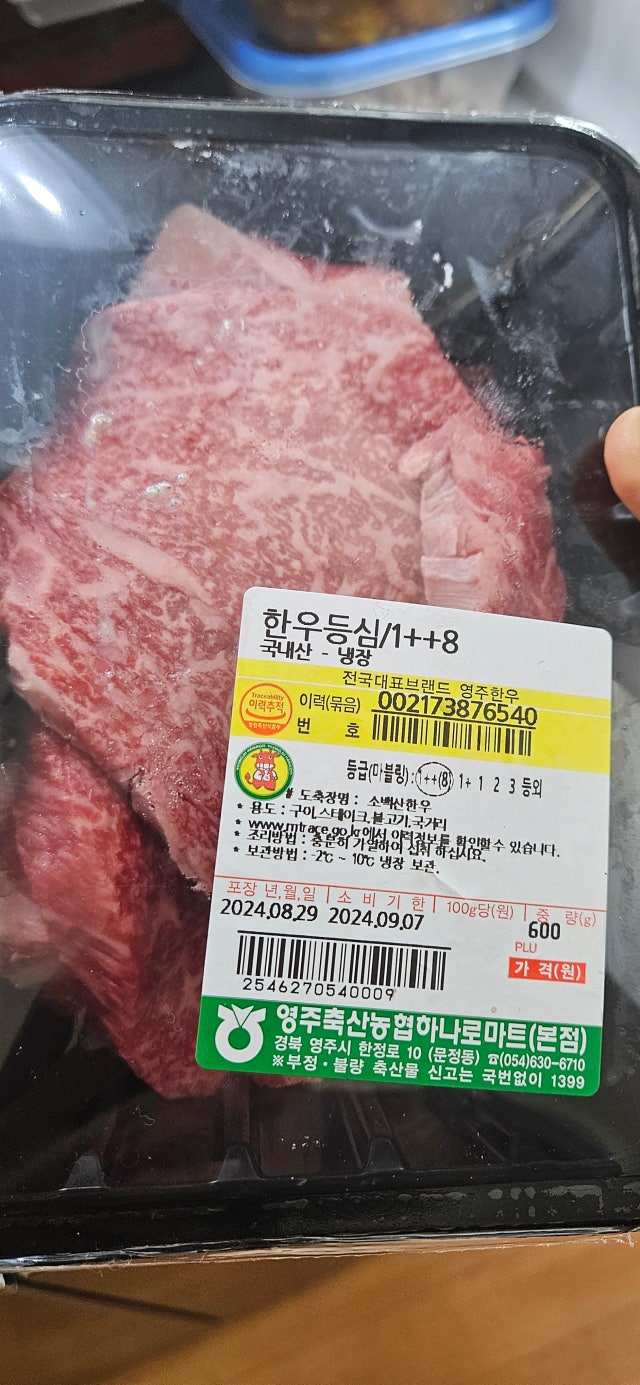 한우등심/1++8
국내산 - 냉장
전국대표브랜드 영주한우
Traceability
이력추적
이력(묶음) 002173876540
번 호
등급(마블링) : 1++(8) 1+ 1 2 3 등외
# 도축장명 : 소백산한우
* 용도 : 구이,스테이크,불고기,국거리
* www.mtrace.go.kr에서 이력정보를 확인할수 있습니다.
* 조리방법 : 충분히 가열하여 섭취 하십시요.
* 보관방법 : -2℃ ~ 10℃ 냉장 보관.
포장 년,월,일 소 비 기 한 100g당(원) 중 량(g)
2024.08.29 2024.09.07 600
PLU
가 격(원)
2546270540009
영주축산농협하나로마트(본점)
경북 영주시 한정로 10 (문정동) ☎(054)630-6710
※부정・불량 축산물 신고는 국번없이 1399